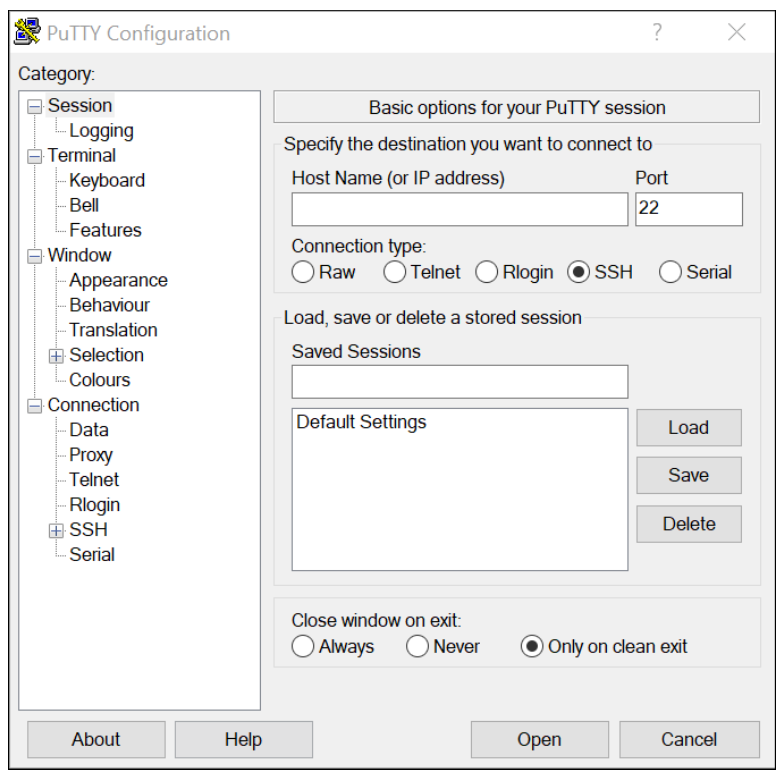 PuTTY Configuration
?
Category:
Session
Logging
Terminal
Keyboard
Bell
Features
Window
Appearance
Behaviour
Translation
Selection
Colours
Connection
Data
Proxy
Telnet
Rlogin
SSH
Serial
Basic options for your PuTTY session
Specify the destination you want to connect to
Host Name (or IP address) Port
22
Connection type:
Raw Telnet Rlogin SSH Serial
Load, save or delete a stored session
Saved Sessions
Default Settings
Load
Save
Delete
Close window on exit:
Always Never Only on clean exit
About Help Open Cancel